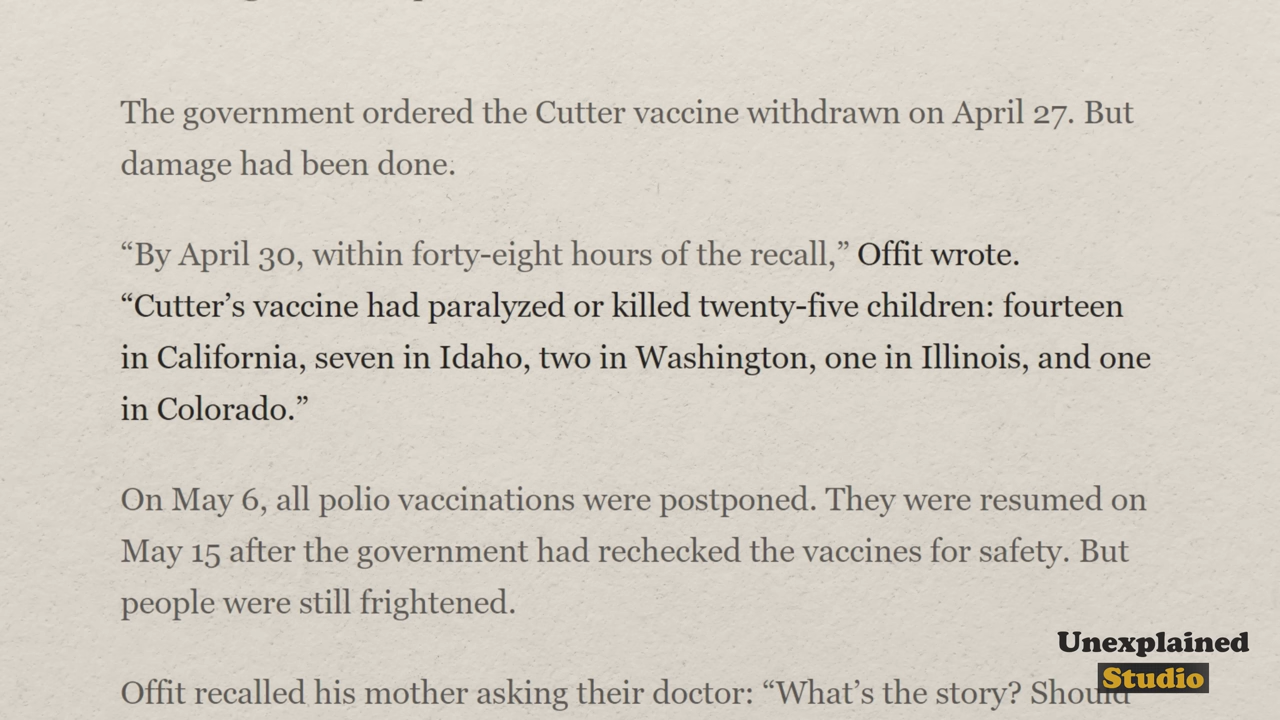 The government ordered the Cutter vaccine withdrawn on April 27. But
damage had been done.
“By April 30, within forty-eight hours of the recall,” Offit wrote.
“Cutter’s vaccine had paralyzed or killed twenty-five children: fourteen
in California, seven in Idaho, two in Washington, one in Illinois, and one
in Colorado.”
On May 6, all polio vaccinations were postponed. They were resumed on
May 15 after the government had rechecked the vaccines for safety. But
people were still frightened.
Offit recalled his mother asking their doctor: “What’s the story? Should
Unexplained
Studio